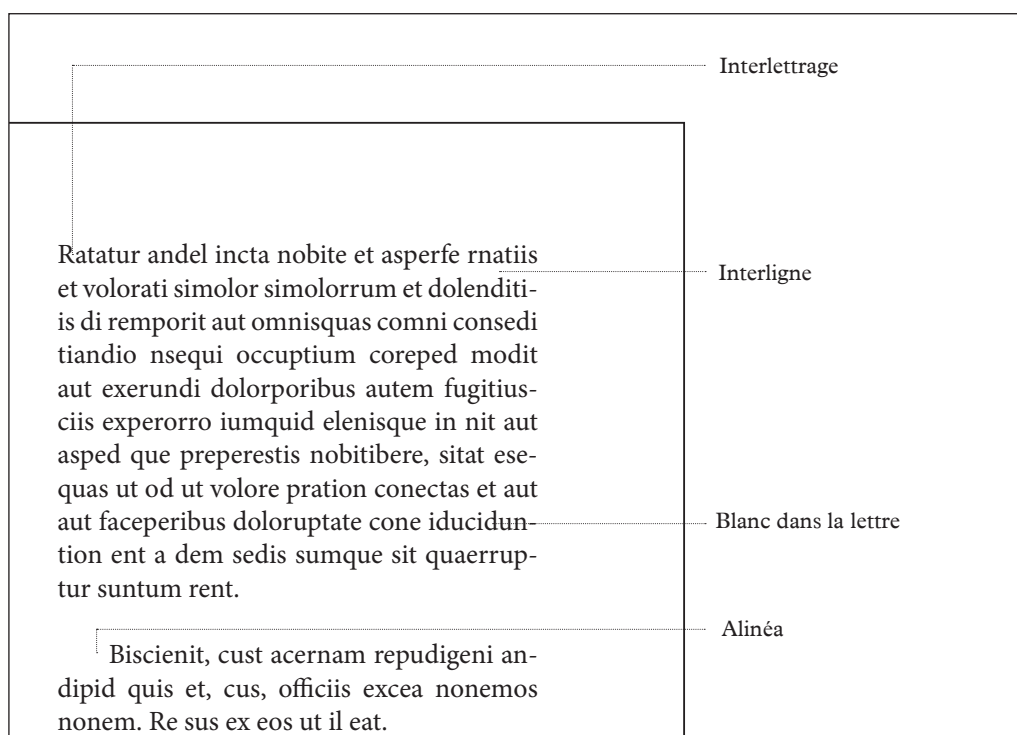 Interlettrage
Ratatur andel incta nobite et asperfe rnatiis
Interligne
et volorati simolor simolorrum et dolenditi-
is di remporit aut omnisquas comni consedi
tiandio nsequi occuptium coreped modit
aut exerundi dolorporibus autem fugitius-
ciis experorro iumquid elenisque in nit aut
asped que preperestis nobitibere, sitat ese-
quas ut od ut volore pration conectas et aut
aut faceperibus doloruptate cone iducidun-
Blanc dans la lettre
tion ent a dem sedis sumque sit quaerrup-
tur suntum rent.
Alinéa
Biscienit, cust acernam repudigeni an-
dipid quis et, cus, officiis excea nonemos
nonem. Re sus ex eos ut il eat.